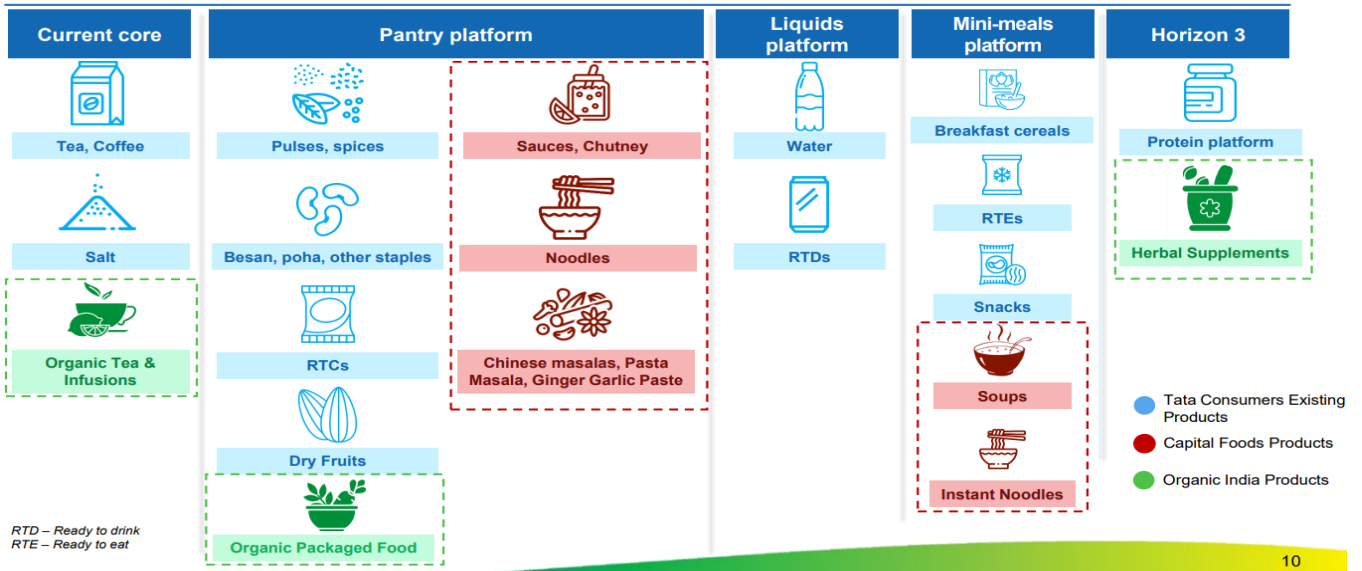 Current core
Pantry platform
Liquids
platform
Mini-meals
platform
Horizon 3
Tea, Coffee
Salt
Organic Tea &
Infusions
Pulses, spices
Besan, poha, other staples
RTCs
Dry Fruits
Organic Packaged Food
Sauces, Chutney
Noodles
Chinese masalas, Pasta
Masala, Ginger Garlic Paste
Water
RTDs
Breakfast cereals
RTEs
Snacks
Soups
Instant Noodles
Protein platform
Herbal Supplements
Tata Consumers Existing
Products
Capital Foods Products
Organic India Products
RTD – Ready to drink
RTE – Ready to eat
10